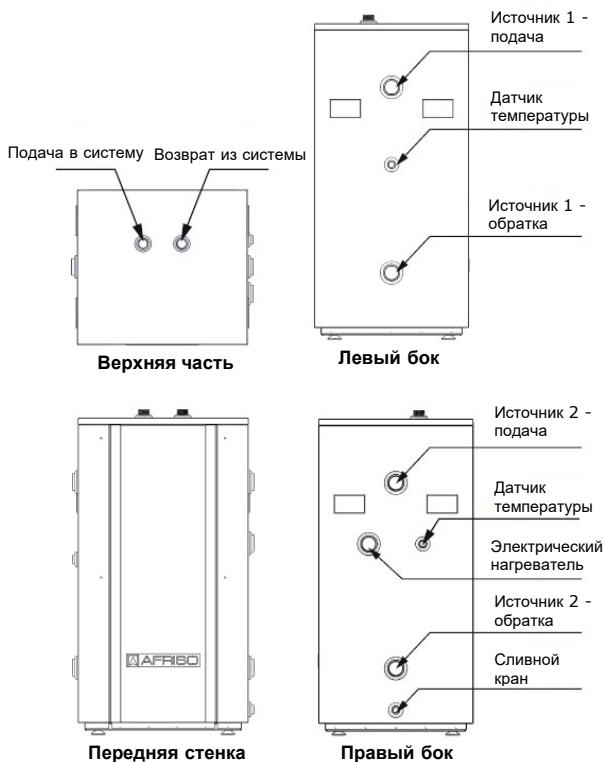 Подача в систему
Возврат из системы
Верхняя часть
Источник 1 -
подача
Датчик
температуры
Источник 1 -
обратка
Левый бок
AFRISO
Передняя стенка
Источник 2 -
подача
Датчик
температуры
Электрический
нагреватель
Источник 2 -
обратка
Сливной
кран
Правый бок